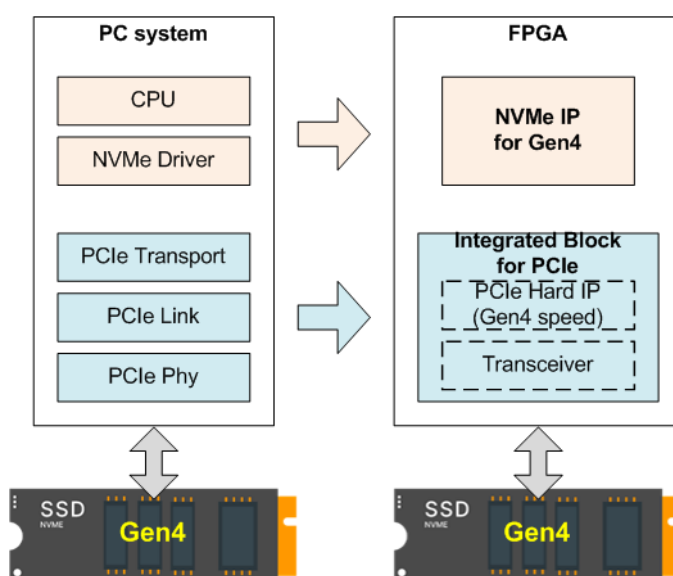 PC system
CPU
NVMe Driver
PCIe Transport
PCIe Link
PCIe Phy
SSD
NVME
Gen4
FPGA
NVMe IP
for Gen4
Integrated Block
for PCIe
PCIe Hard IP
(Gen4 speed)
Transceiver
SSD
NVME
Gen4